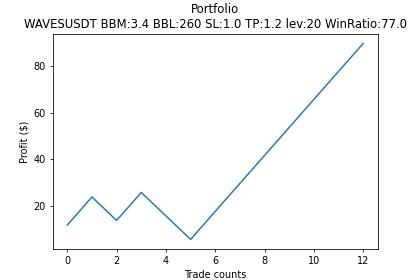 Portfolio
WAVESUSDT BBM:3.4 BBL:260 SL:1.0 TP:1.2 lev:20 WinRatio:77.0
Profit ($)
80
60
40
20
0 2 4 6 8 10 12
Trade counts